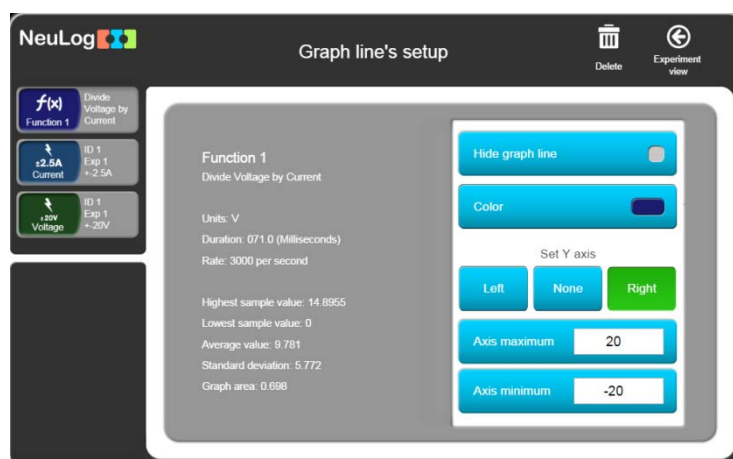 NeuLog
Graph line's setup
Delete
Experiment
view
f(x)
Function 1
Divide
Voltage by
Current
±2.5A
Current
ID 1
Exp 1
+-2.5A
±20V
Voltage
ID 1
Exp 1
+-20V
Function 1
Divide Voltage by Current
Units: V
Duration: 071.0 (Milliseconds)
Rate: 3000 per second
Highest sample value: 14.8955
Lowest sample value: 0
Average value: 9.781
Standard deviation: 5.772
Graph area: 0.698
Hide graph line
Color
Set Y axis
Left None Right
Axis maximum 20
Axis minimum -20